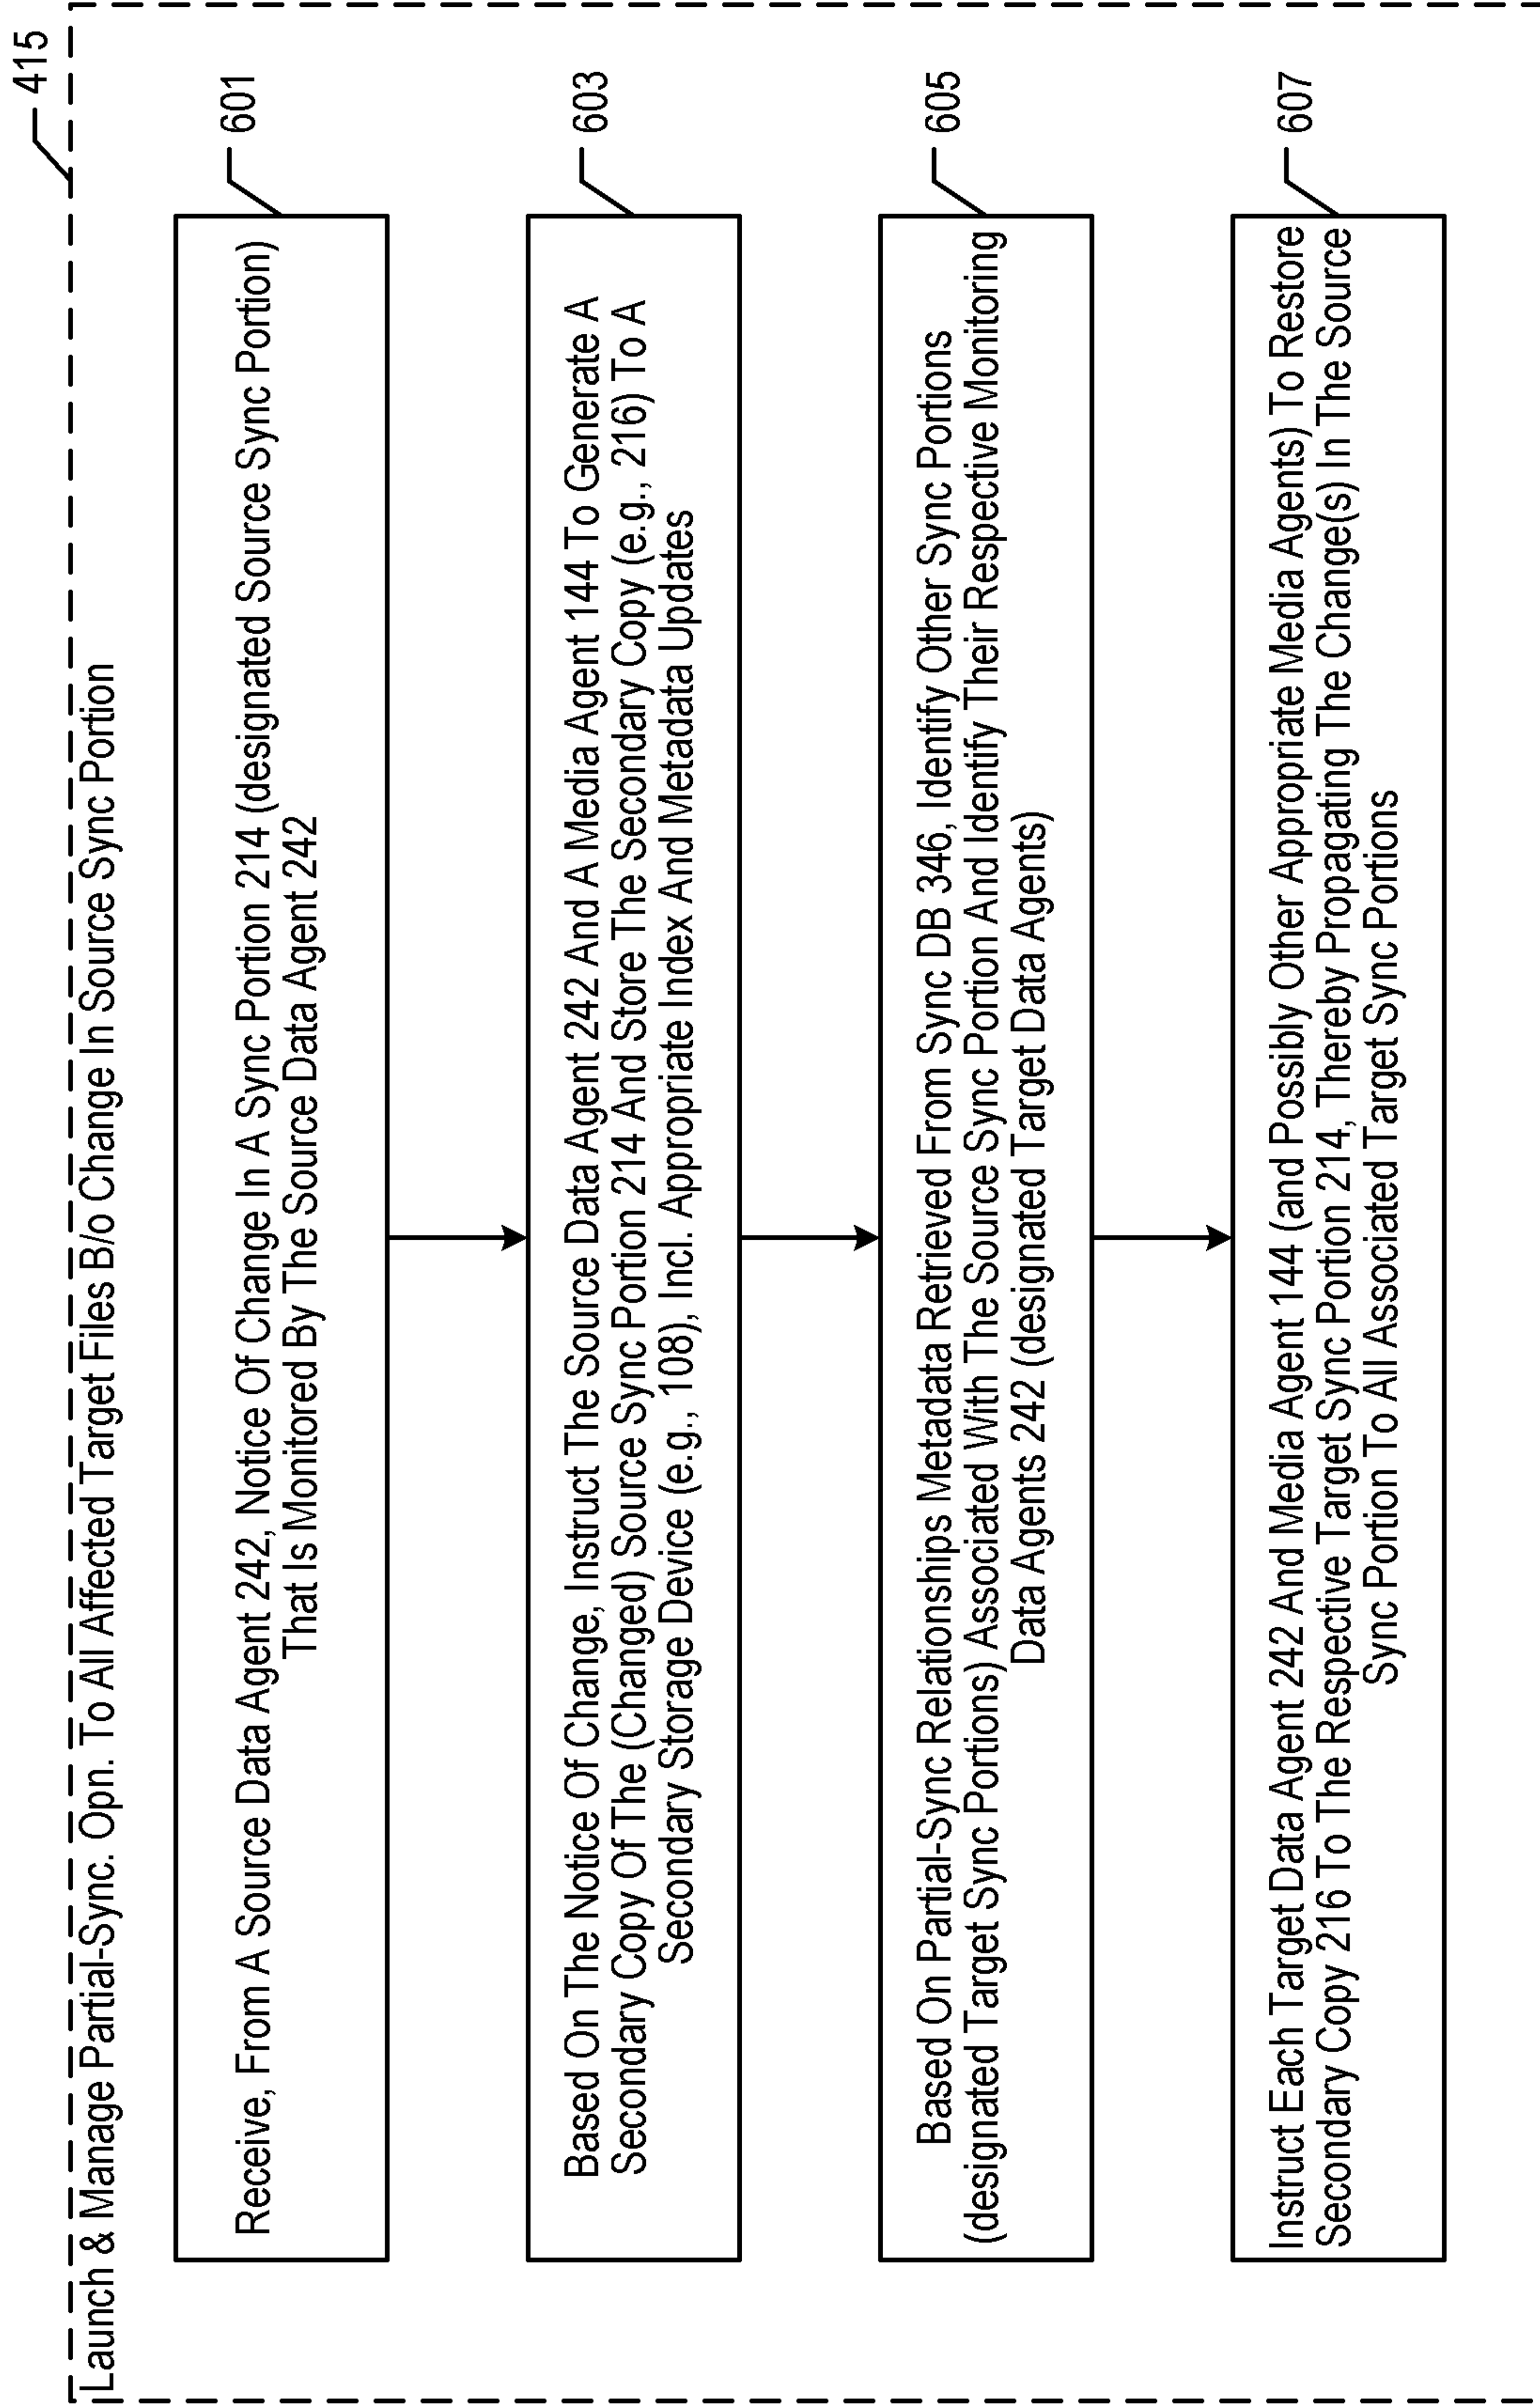 415
Launch & Manage Partial-Sync. Opn. To All Affected Target Files B/o Change In Source Sync Portion
601
Receive, From A Source Data Agent 242, Notice Of Change In A Sync Portion 214 (designated Source Sync Portion)
That Is Monitored By The Source Data Agent 242
603
Based On The Notice Of Change, Instruct The Source Data Agent 242 And A Media Agent 144 To Generate A
Secondary Copy Of The (Changed) Source Sync Portion 214 And Store The Secondary Copy (e.g., 216) To A
Secondary Storage Device (e.g., 108), Incl. Appropriate Index And Metadata Updates
605
Based On Partial-Sync Relationships Metadata Retrieved From Sync DB 346, Identify Other Sync Portions
(designated Target Sync Portions) Associated With The Source Sync Portion And Identify Their Respective Monitoring
Data Agents 242 (designated Target Data Agents)
607
Instruct Each Target Data Agent 242 And Media Agent 144 (and Possibly Other Appropriate Media Agents) To Restore
Secondary Copy 216 To The Respective Target Sync Portion 214, Thereby Propagating The Change(s) In The Source
Sync Portion To All Associated Target Sync Portions